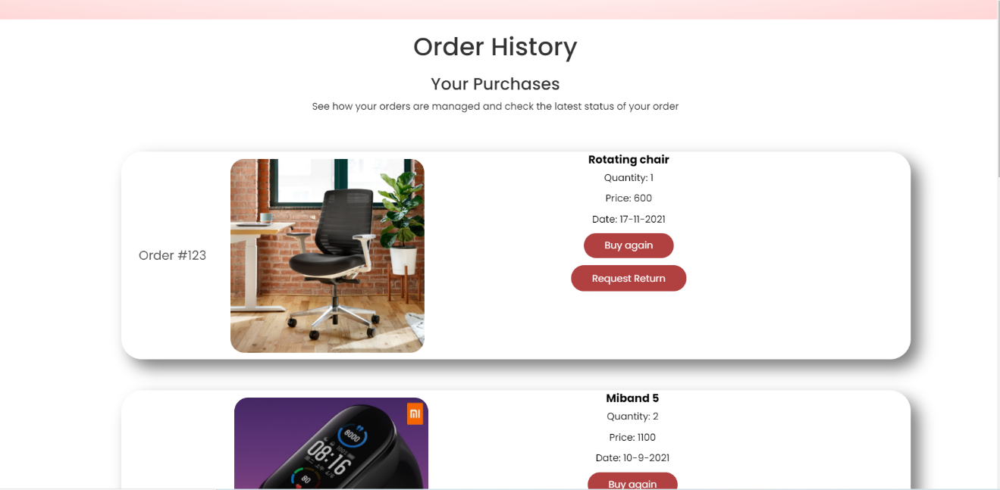 Order History
Your Purchases
See how your orders are managed and check the latest status of your order
Order #123
Rotating chair
Quantity: 1
Price: 600
Date: 17-11-2021
Buy again
Request Return
mi
8000
08:16
80
Miband 5
Quantity: 2
Price: 1100
Date: 10-9-2021
Buy again